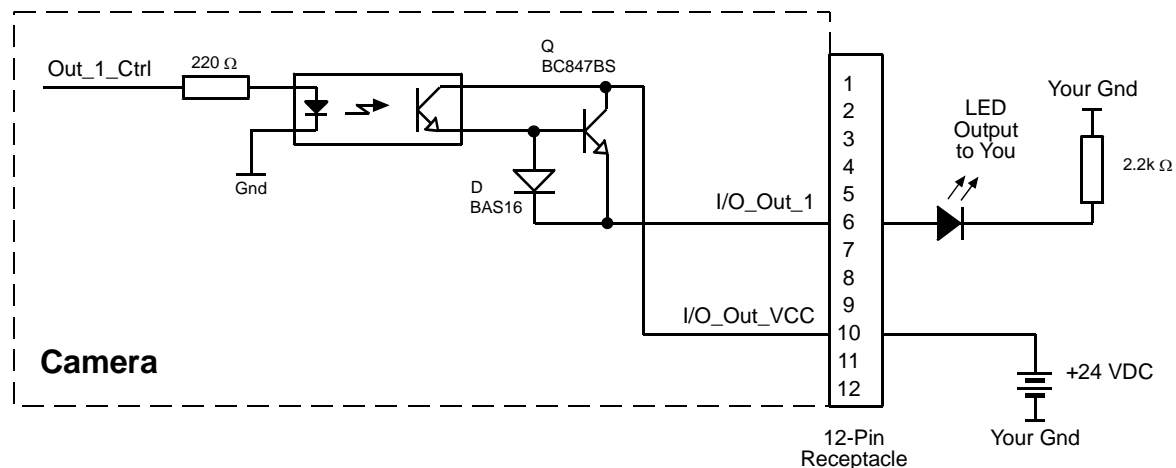 Q
BC847BS
Out_1_Ctrl
220 Ω
Gnd
D
BAS16
I/O_Out_1
I/O_Out_VCC
Camera
1
2
3
4
5
6
7
8
9
10
11
12
12-Pin
Receptacle
LED
Output
to You
Your Gnd
2.2k Ω
+24 VDC
Your Gnd